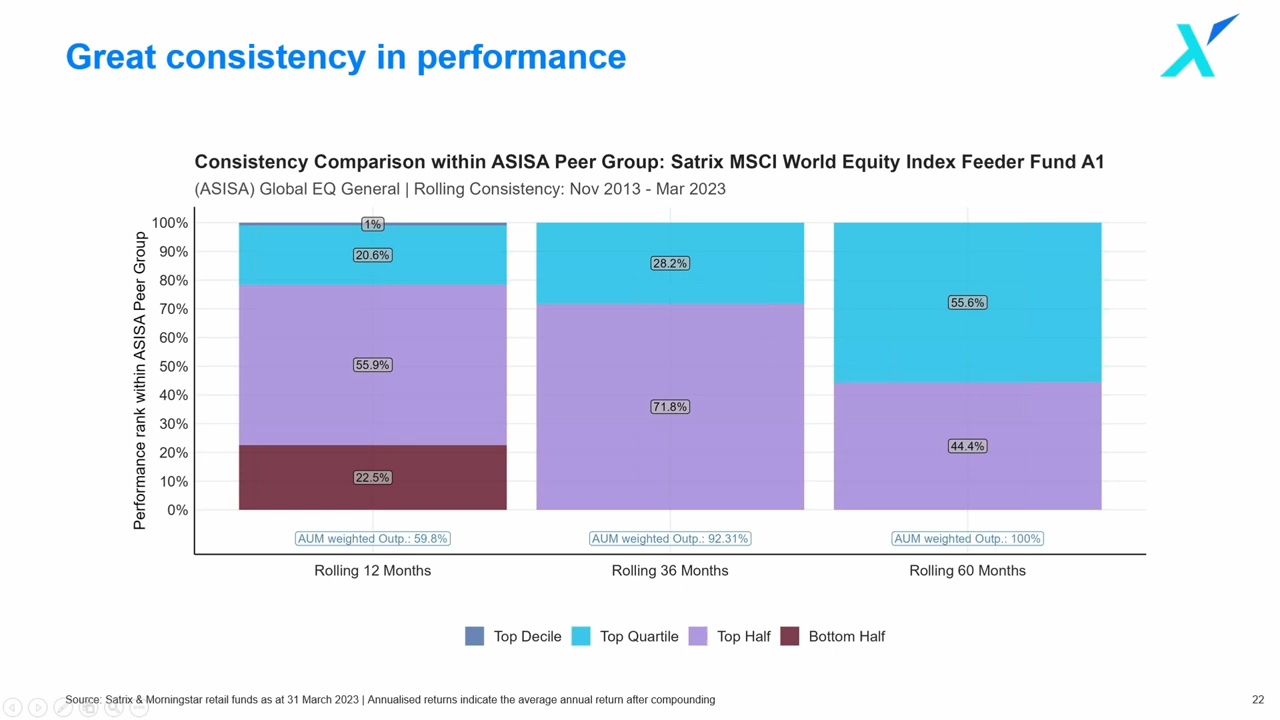 Great consistency in performance
Consistency Comparison within ASISA Peer Group: Satrix MSCI World Equity Index Feeder Fund A1
(ASISA) Global EQ General | Rolling Consistency: Nov 2013 - Mar 2023
Performance rank within ASISA Peer Group
100%
90%
80%
70%
60%
50%
40%
30%
20%
10%
0%
1%
20.6%
55.9%
22.5%
28.2%
71.8%
55.6%
44.4%
AUM weighted Outp.: 59.8%
AUM weighted Outp.: 92.31%
AUM weighted Outp.: 100%
Rolling 12 Months
Rolling 36 Months
Rolling 60 Months
Top Decile
Top Quartile
Top Half
Bottom Half
Source: Satrix & Morningstar retail funds as at 31 March 2023 | Annualised returns indicate the average annual return after compounding
22